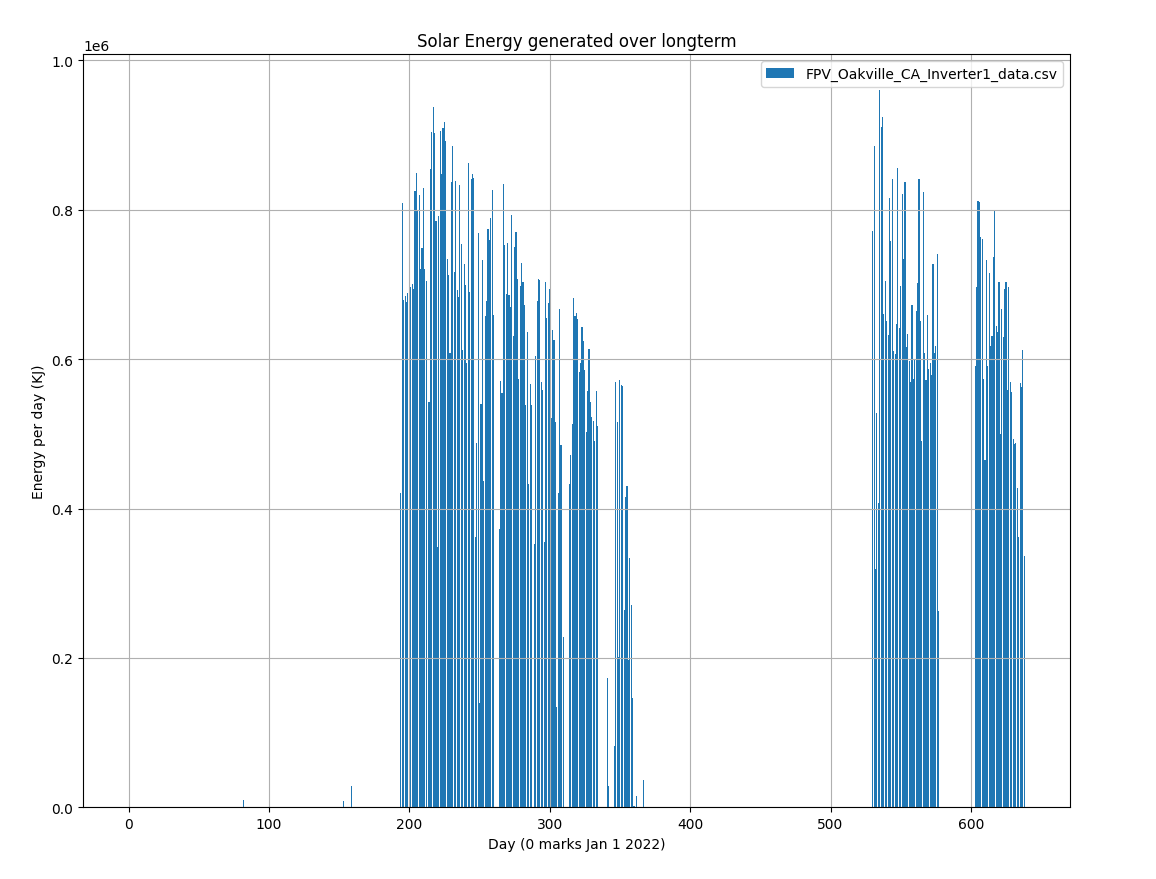 Solar Energy generated over longterm
1e6
FPV_Oakville_CA_Inverter1_data.csv
1.0
0.8
0.6
0.4
0.2
0.0
Energy per day (KJ)
0 100 200 300 400 500 600
Day (0 marks Jan 1 2022)